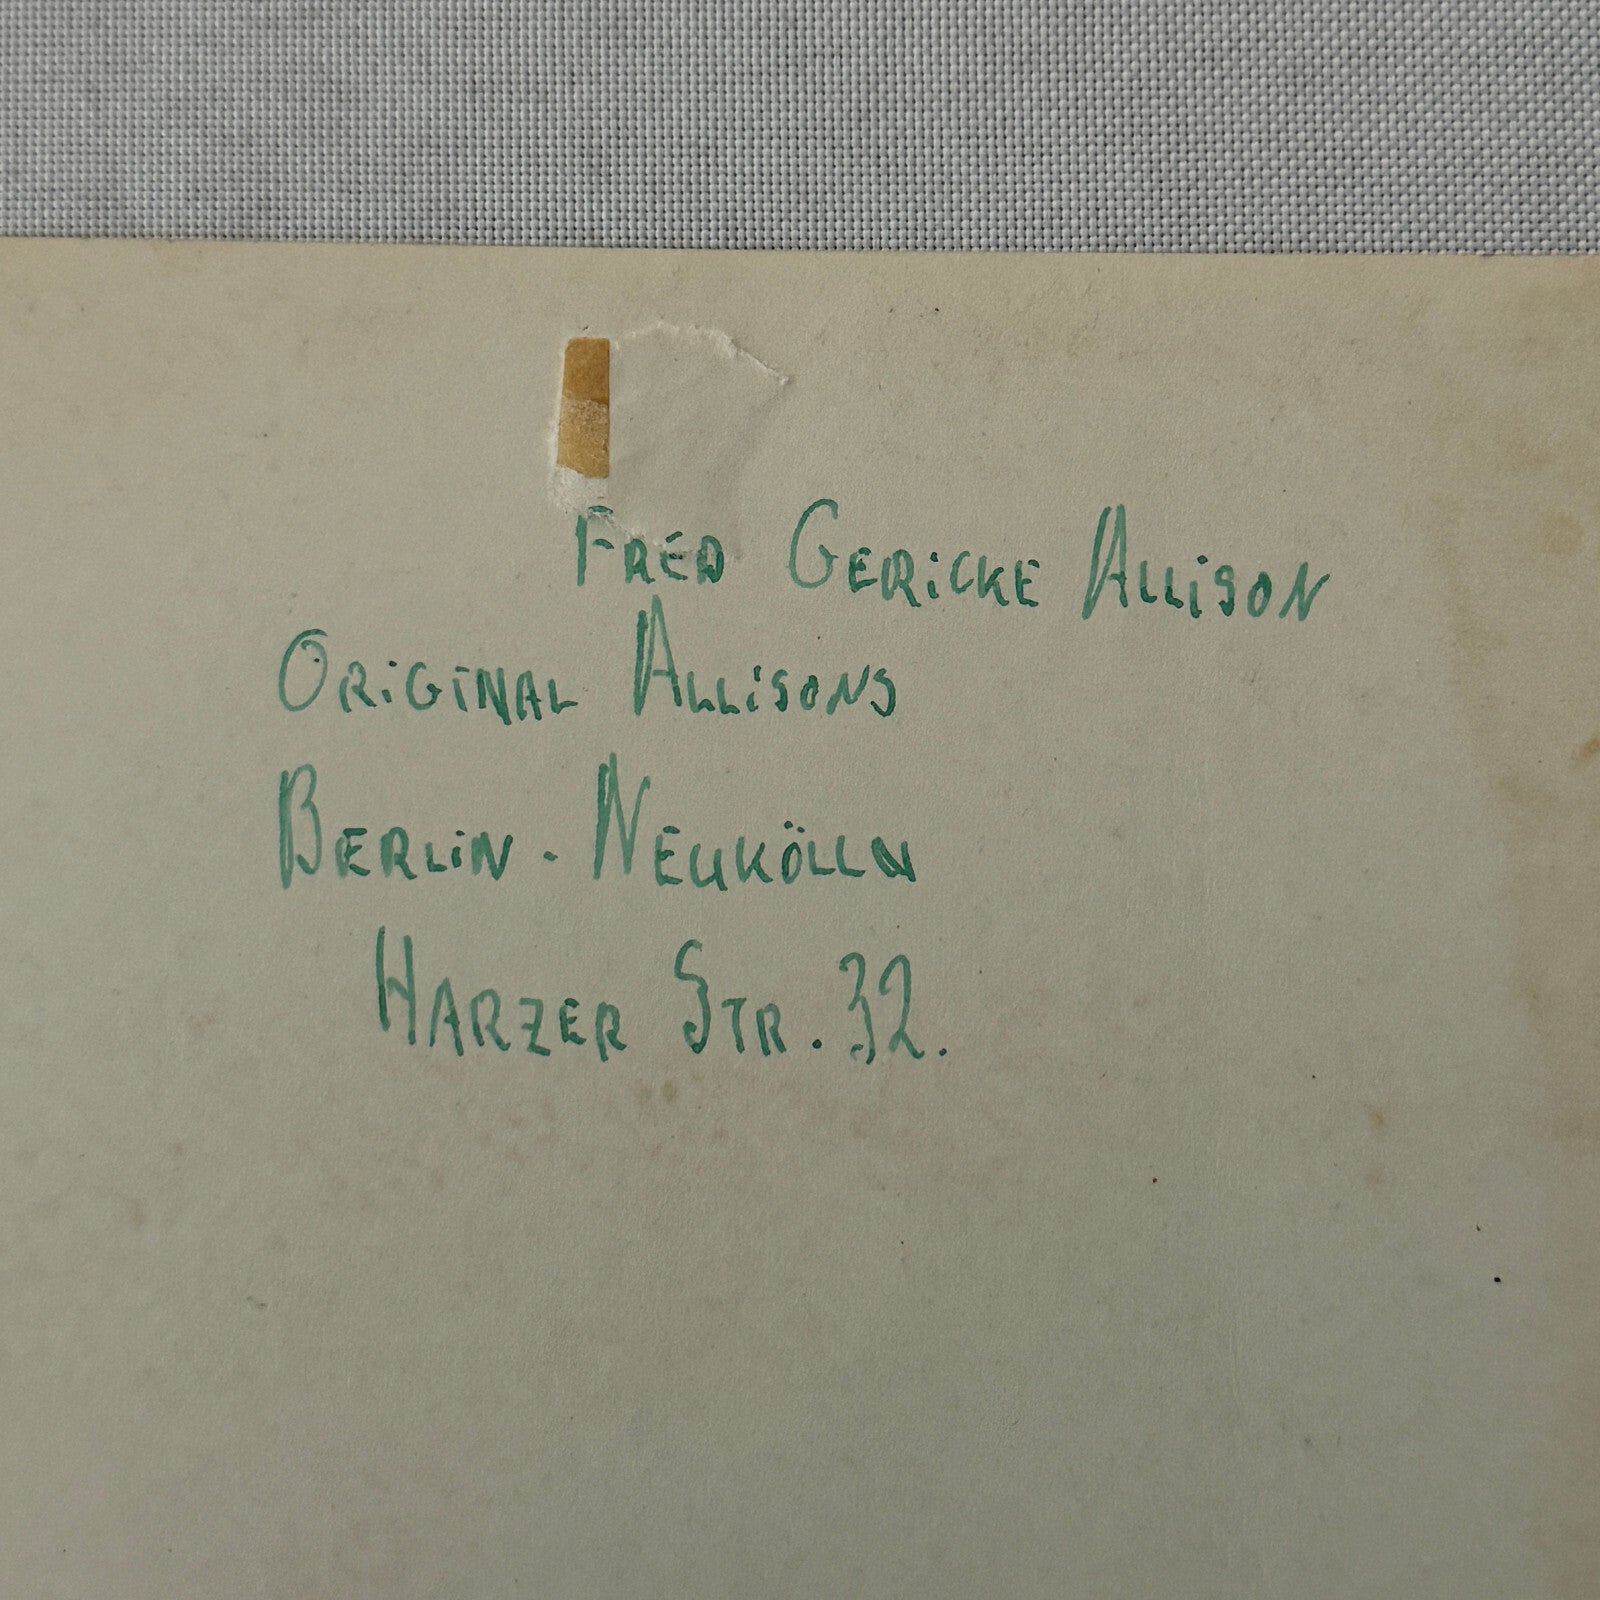 Fred Gericke Allison
Original Allisons
Berlin - Neukölln
Harzer Str. 32.